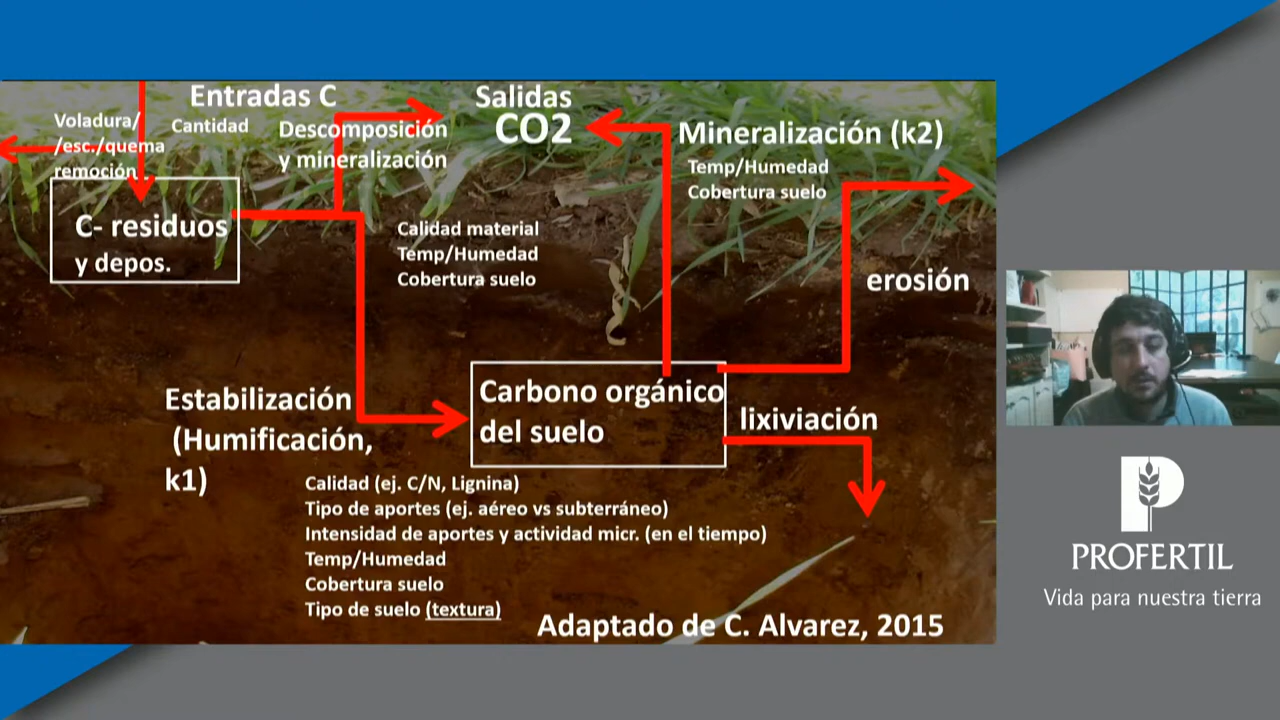 Entradas C
Cantidad
Voladura/
/esc./quema
remoción
Descomposición
y mineralización
Salidas
CO2
Mineralización (k2)
Temp/Humedad
Cobertura suelo
C- residuos
y depos.
Calidad material
Temp/Humedad
Cobertura suelo
erosión
Estabilización
(Humificación,
k1)
Carbono orgánico
del suelo
lixiviación
Calidad (ej. C/N, Lignina)
Tipo de aportes (ej. aéreo vs subterráneo)
Intensidad de aportes y actividad micr. (en el tiempo)
Temp/Humedad
Cobertura suelo
Tipo de suelo (textura)
Adaptado de C. Alvarez, 2015
PROFERTIL
Vida para nuestra tierra